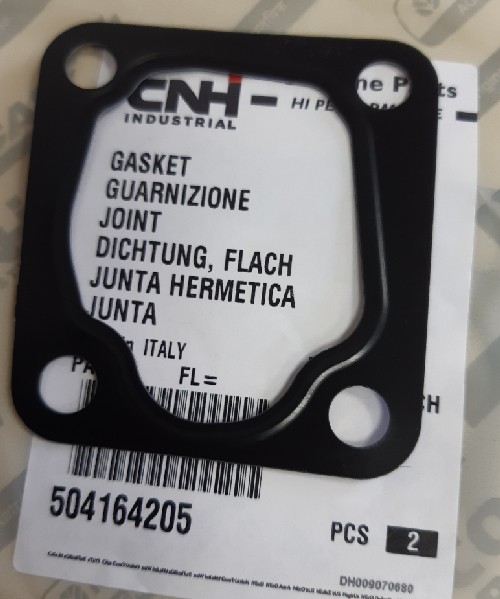 CNH
INDUSTRIAL
HI PE
GASKET
GUARNIZIONE
JOINT
DICHTUNG, FLACH
JUNTA HERMETICA
JUNTA
ITALY
FL=
504164205
PCS 2
DH009070680